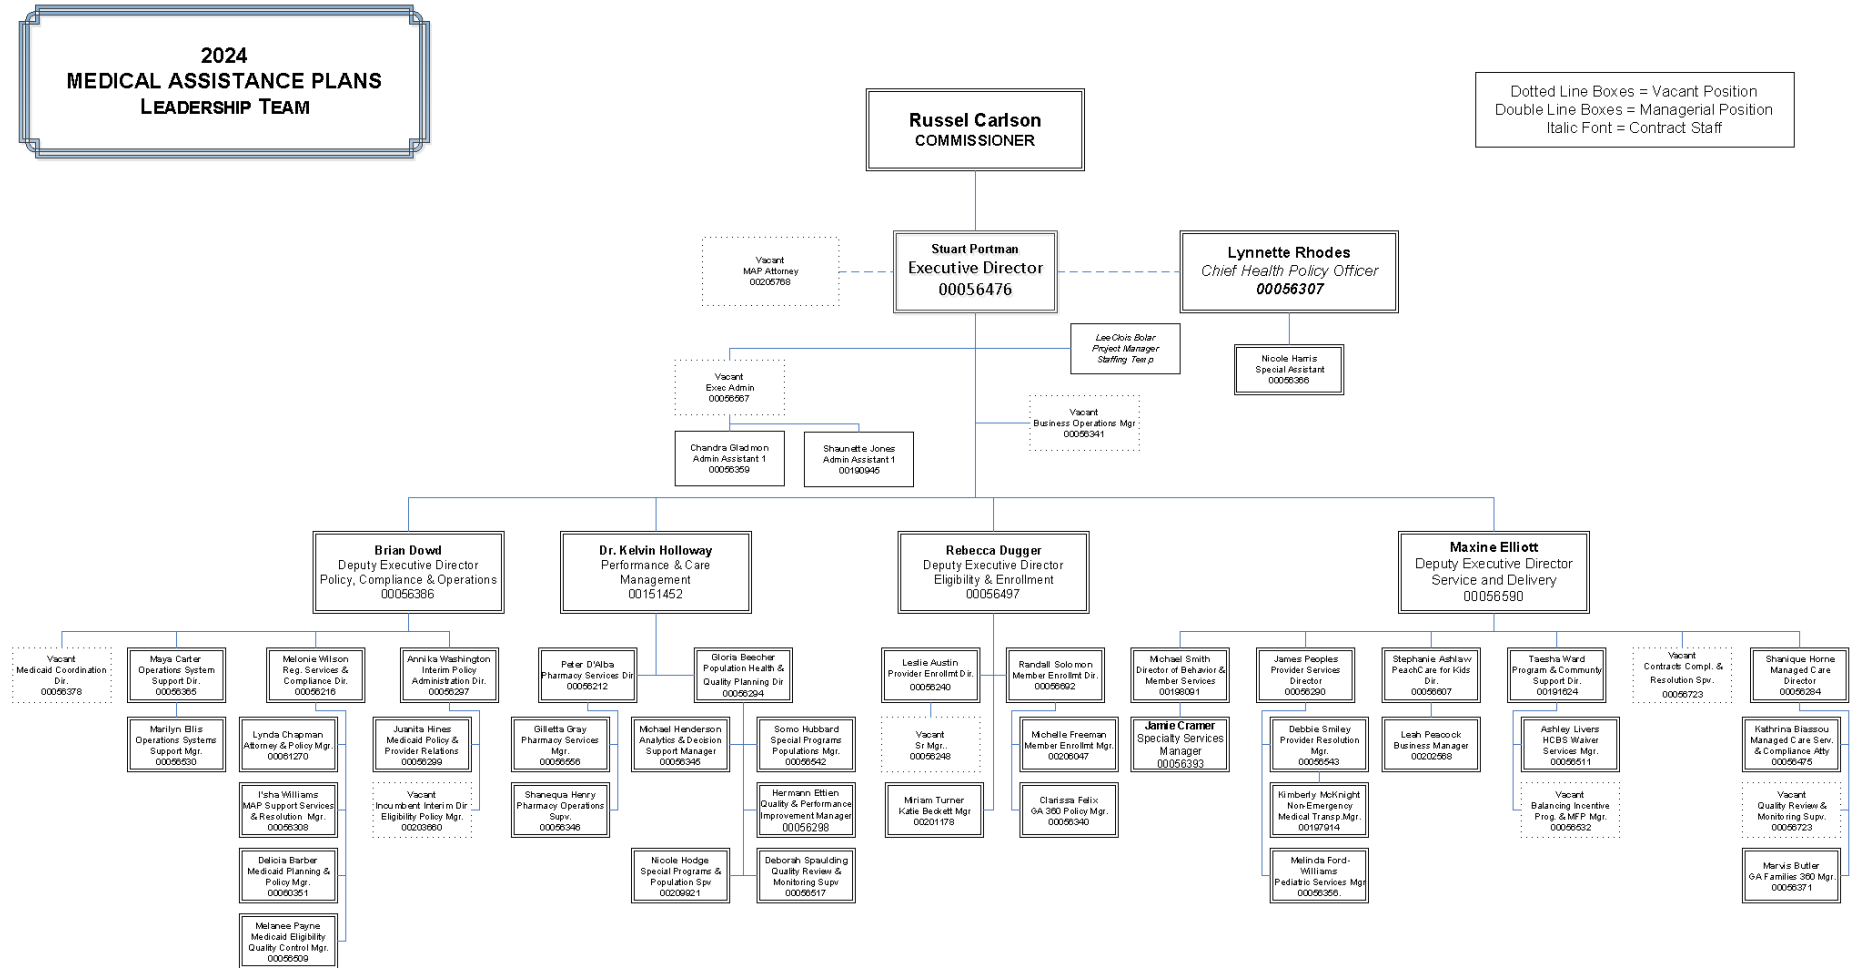 2024
MEDICAL ASSISTANCE PLANS
LEADERSHIP TEAM
Dotted Line Boxes = Vacant Position
Double Line Boxes = Managerial Position
Italic Font = Contract Staff
Russel Carlson
COMMISSIONER
Vacant
MAP Attorney
00205768
Stuart Portman
Executive Director
00056476
Lynnette Rhodes
Chief Health Policy Officer
00056307
LeeClois Bolar
Project Manager
Staffing Temp
Nicole Harris
Special Assistant
00056366
Vacant
Exec Admin
00056567
Vacant
Business Operations Mgr
00056341
Chandra Gladmon
Admin Assistant 1
00056359
Shaunette Jones
Admin Assistant 1
00190945
Brian Dowd
Deputy Executive Director
Policy, Compliance & Operations
00056386
Dr. Kelvin Holloway
Performance & Care
Management
00151452
Rebecca Dugger
Deputy Executive Director
Eligibility & Enrollment
00056497
Maxine Elliott
Deputy Executive Director
Service and Delivery
00056590
Vacant
Medicaid Coordination
Dir.
00056378
Maya Carter
Operations System
Support Dir.
00056365
Melonie Wilson
Reg. Services &
Compliance Dir.
00056216
Annika Washington
Interim Policy
Administration Dir.
00056297
Peter D'Alba
Pharmacy Services Dir
00056212
Gloria Beecher
Population Health &
Quality Planning Dir
00056294
Leslie Austin
Provider Enrollmt Dir.
00056240
Randall Solomon
Member Enrollmt Dir.
00056692
Michael Smith
Director of Behavior &
Member Services
00198091
James Peoples
Provider Services
Director
00056290
Stephanie Ashlaw
PeachCare for Kids
Dir.
00056607
Taesha Ward
Program & Communty
Support Dir.
00191624
Vacant
Contracts Compl. &
Resolution Spv.
00056723
Shanique Horne
Managed Care
Director
00056284
Marilyn Ellis
Operations Systems
Support Mgr.
00056530
Lynda Chapman
Attorney & Policy Mgr.
00061270
Juanita Hines
Medicaid Policy &
Provider Relations
00056299
Gilletta Gray
Pharmacy Services
Mgr.
00056556
Michael Henderson
Analytics & Decision
Support Manager
00056345
Somo Hubbard
Special Programs
Populations Mgr.
00056542
Vacant
Sr Mgr..
00056248
Michelle Freeman
Member Enrollmt Mgr.
00206047
Jamie Cramer
Specialty Services
Manager
00056393
Debbie Smiley
Provider Resolution
Mgr.
00056543
Leah Peacock
Business Manager
00202568
Ashley Livers
HCBS Waiver
Services Mgr.
00056511
Kathrina Biassou
Managed Care Serv.
& Compliance Atty
00056475
I'sha Williams
MAP Support Services
& Resolution Mgr.
00056308
Vacant
Incumbent Interim Dir
Eligibility Policy Mgr.
00203660
Shanequa Henry
Pharmacy Operations
Supv.
00056346
Hermann Ettien
Quality & Performance
Improvement Manager
00056298
Miriam Turner
Katie Beckett Mgr
00201178
Clarissa Felix
GA 360 Policy Mgr.
00056340
Kimberly McKnight
Non-Emergency
Medical Transp.Mgr.
00197914
Vacant
Balancing Incentive
Prog. & MFP Mgr.
00056532
Vacant
Quality Review &
Monitoring Supv.
00056723
Delicia Barber
Medicaid Planning &
Policy Mgr.
00060351
Nicole Hodge
Special Programs &
Population Spv
00209921
Deborah Spaulding
Quality Review &
Monitoring Supv
00056517
Melinda Ford-
Williams
Pediatric Services Mgr
00056356.
Marvis Butler
GA Families 360 Mgr.
00056371
Melanee Payne
Medicaid Eligibility
Quality Control Mgr.
00056509